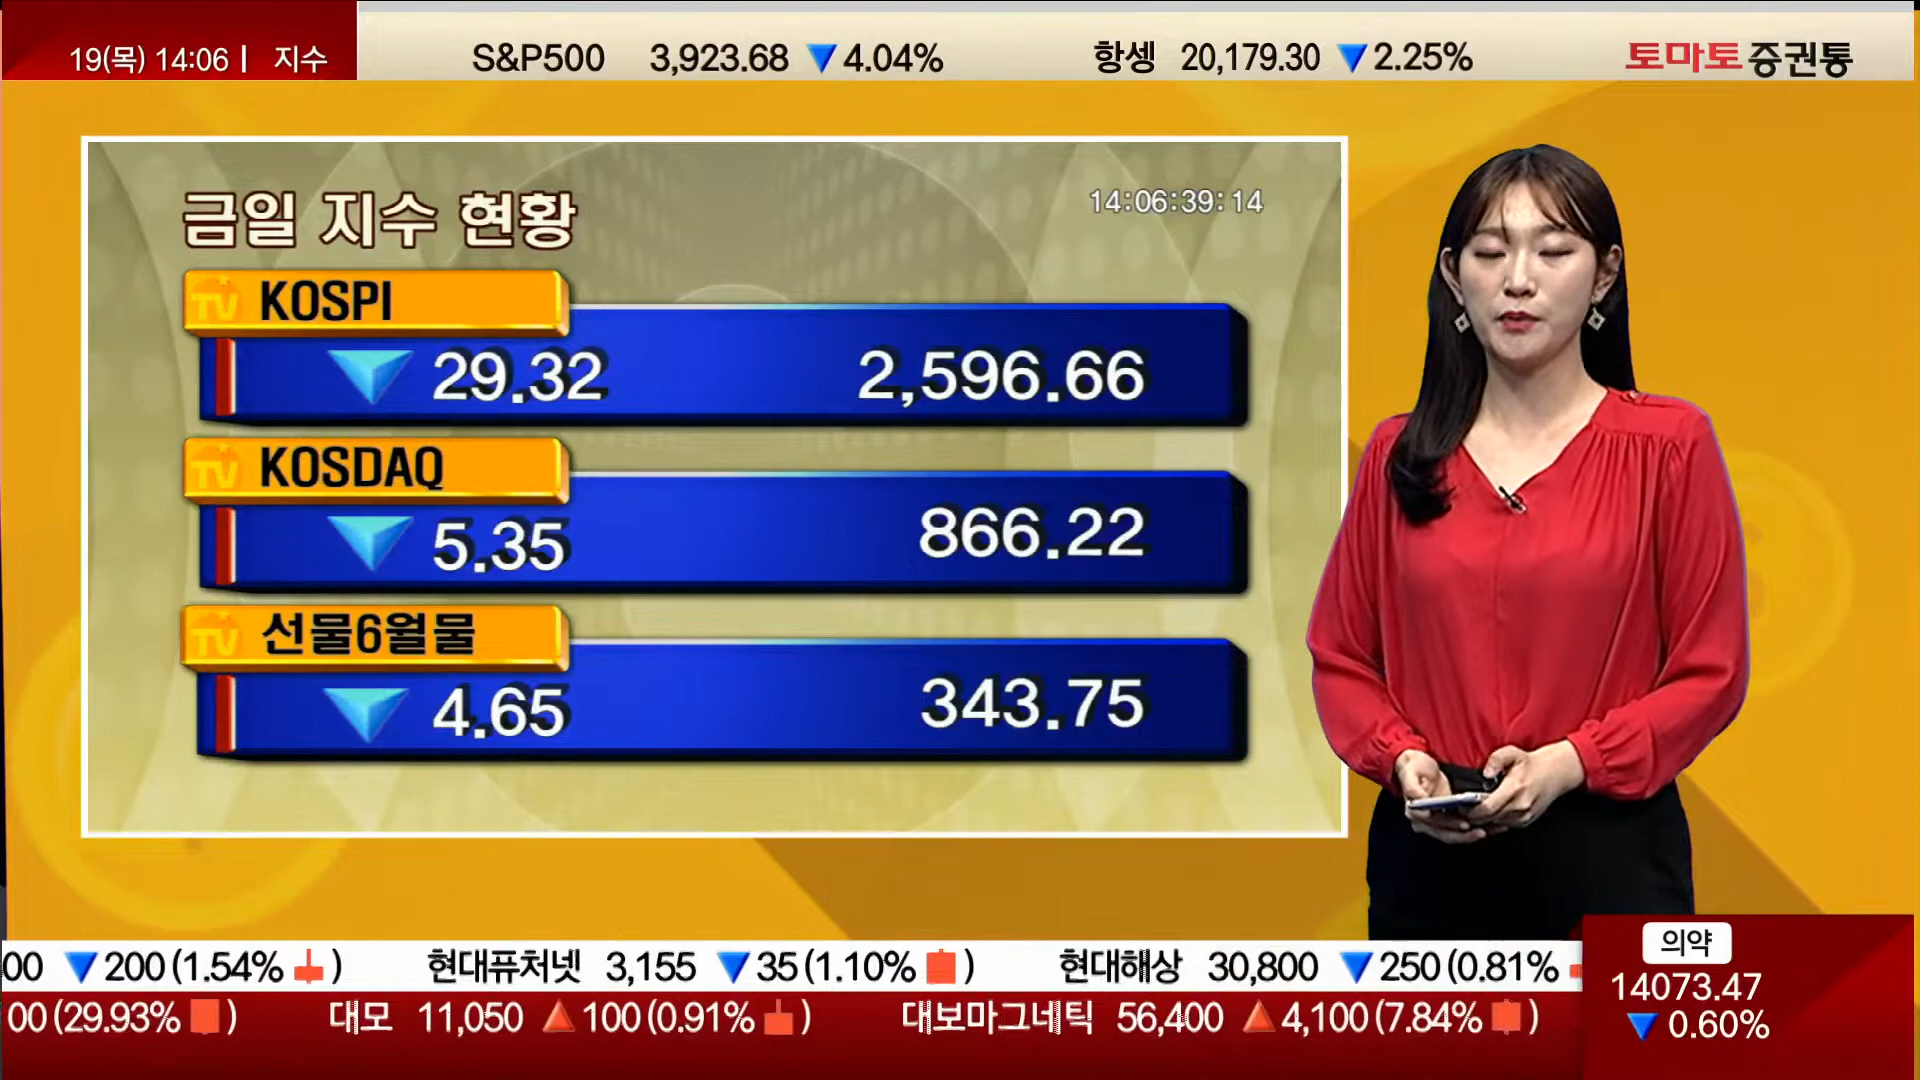 19(목) 14:06 | 지수 S&P500 3,923.68 ▼4.04% 항셍 20,179.30 ▼2.25% 토마토증권통
금일 지수 현황 14:06:39:14
TV KOSPI
▼ 29.32 2,596.66
TV KOSDAQ
▼ 5.35 866.22
TV 선물6월물
▼ 4.65 343.75
00 ▼200(1.54% ) 현대퓨처넷 3,155 ▼35(1.10% ) 현대해상 30,800 ▼250(0.81%
00(29.93% ) 대모 11,050 ▲100(0.91% ) 대보마그네틱 56,400 ▲4,100(7.84% )
의약
14073.47
▼ 0.60%